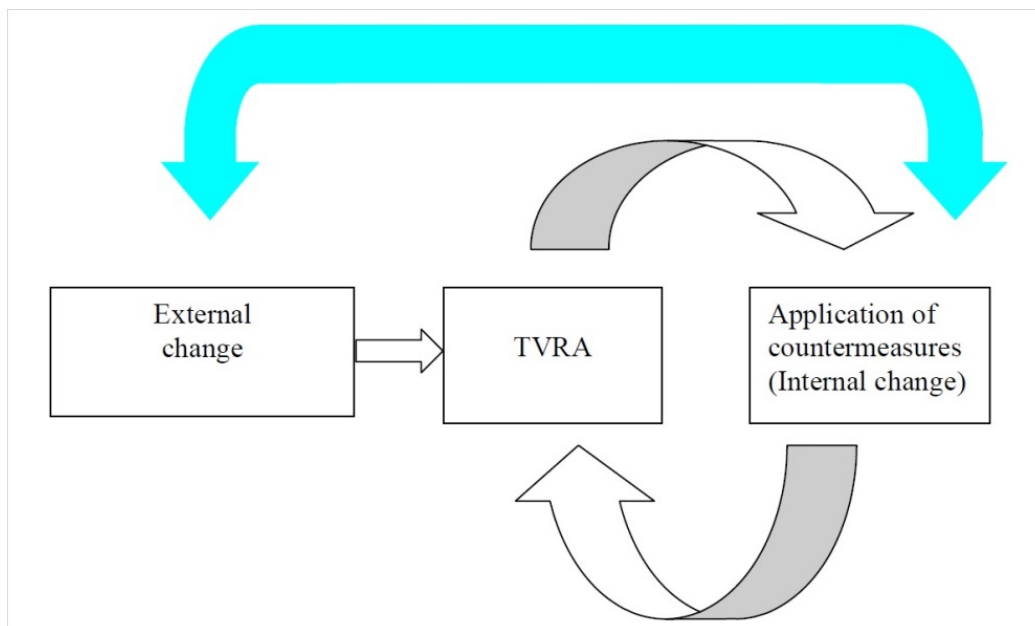 External
change
TVRA
Application of
countermeasures
(Internal change)